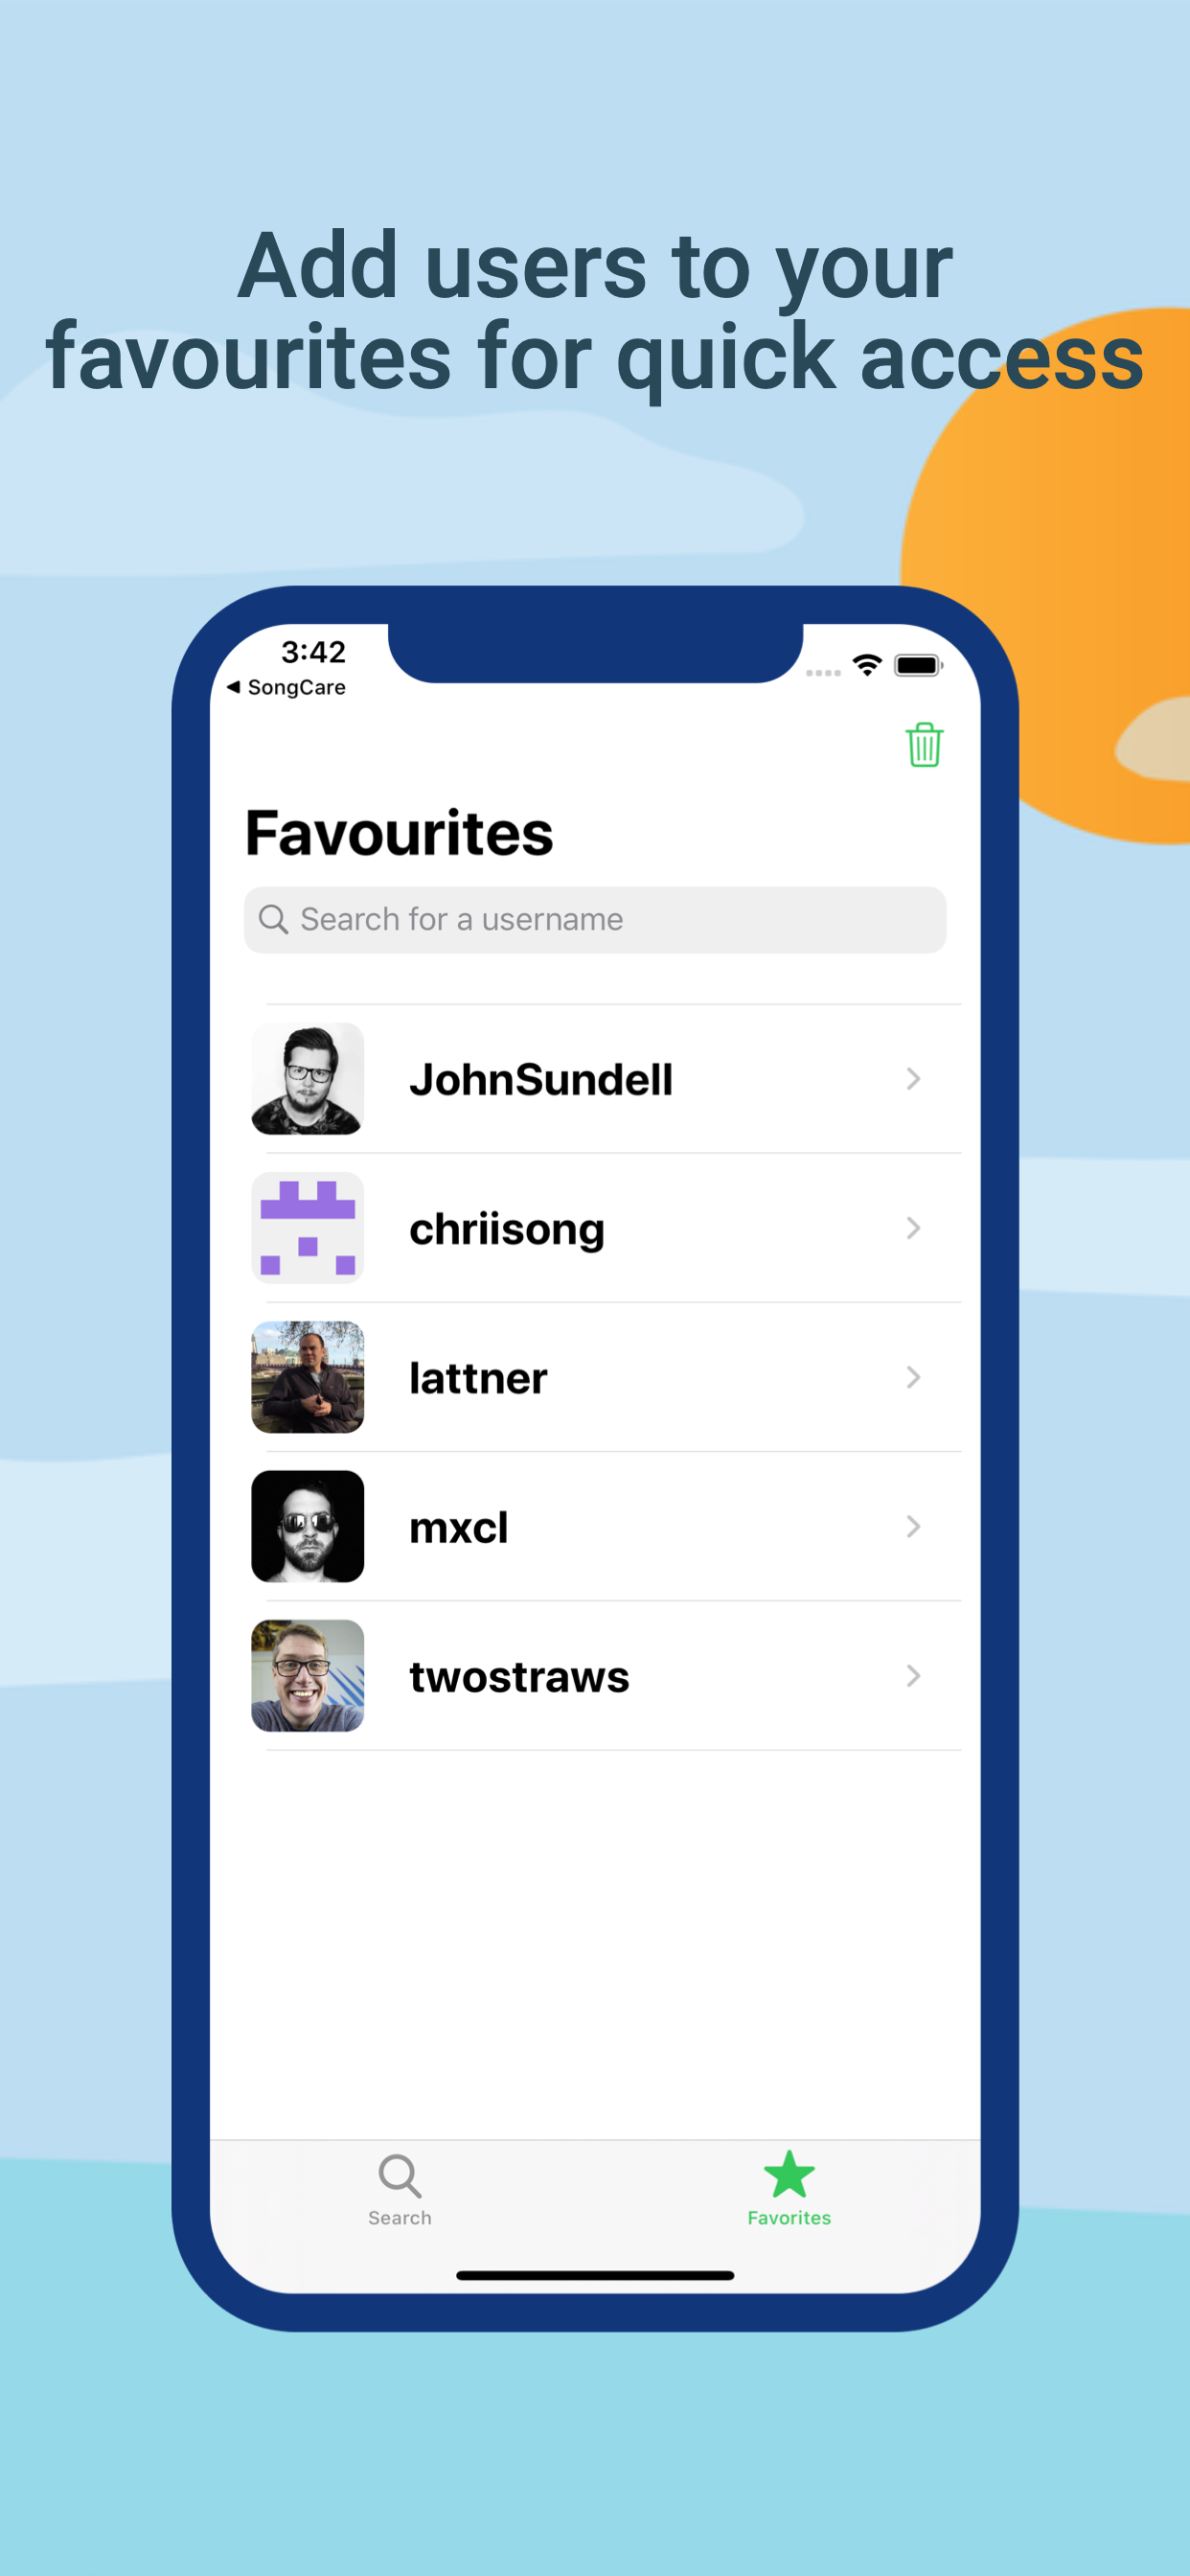 Add users to your
favourites for quick access
3:42
◀ SongCare
Favourites
Search for a username
JohnSundell
chriisong
lattner
mxcl
twostraws
Search
Favorites